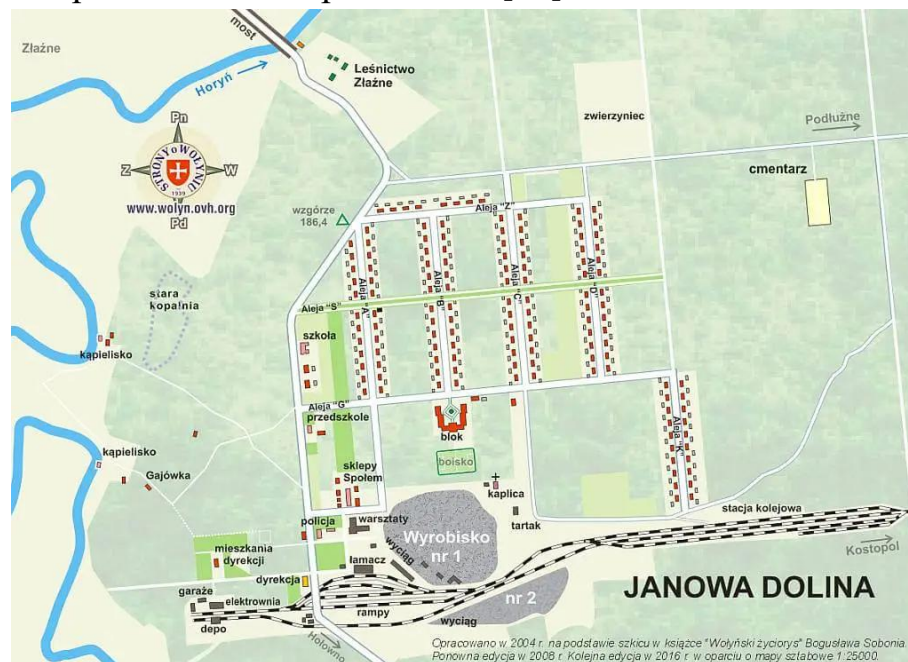 Złaźne
most
Horyń
Leśnictwo
Złaźne
zwierzyniec
Podłużne
cmentarz
Pn
Z
W
STRONY o WOŁYNIU
1939
www.wolyn.ovh.org
Pd
wzgórze
186,4
Aleja "Z"
stara
kopalnia
Aleja "A"
Aleja "B"
Aleja "C"
Aleja "D"
Aleja "S"
szkoła
kąpielisko
Aleja "G"
przedszkole
blok
boisko
Aleja "K"
kąpielisko
Gajówka
sklepy
Społem
kaplica
tartak
stacja kolejowa
policja
warsztaty
Wyrobisko
nr 1
wyciąg
mieszkania
dyrekcji
łamacz
Kostopol
dyrekcja
garaże
elektrownia
rampy
nr 2
JANOWA DOLINA
depo
wyciąg
Hołowno
Opracowano w 2004 r. na podstawie szkicu w książce "Wołyński życiorys" Bogusława Sobonia.
Ponowna edycja w 2008 r. Kolejna edycja w 2016 r. w oparciu o mapy sztabowe 1:25000.